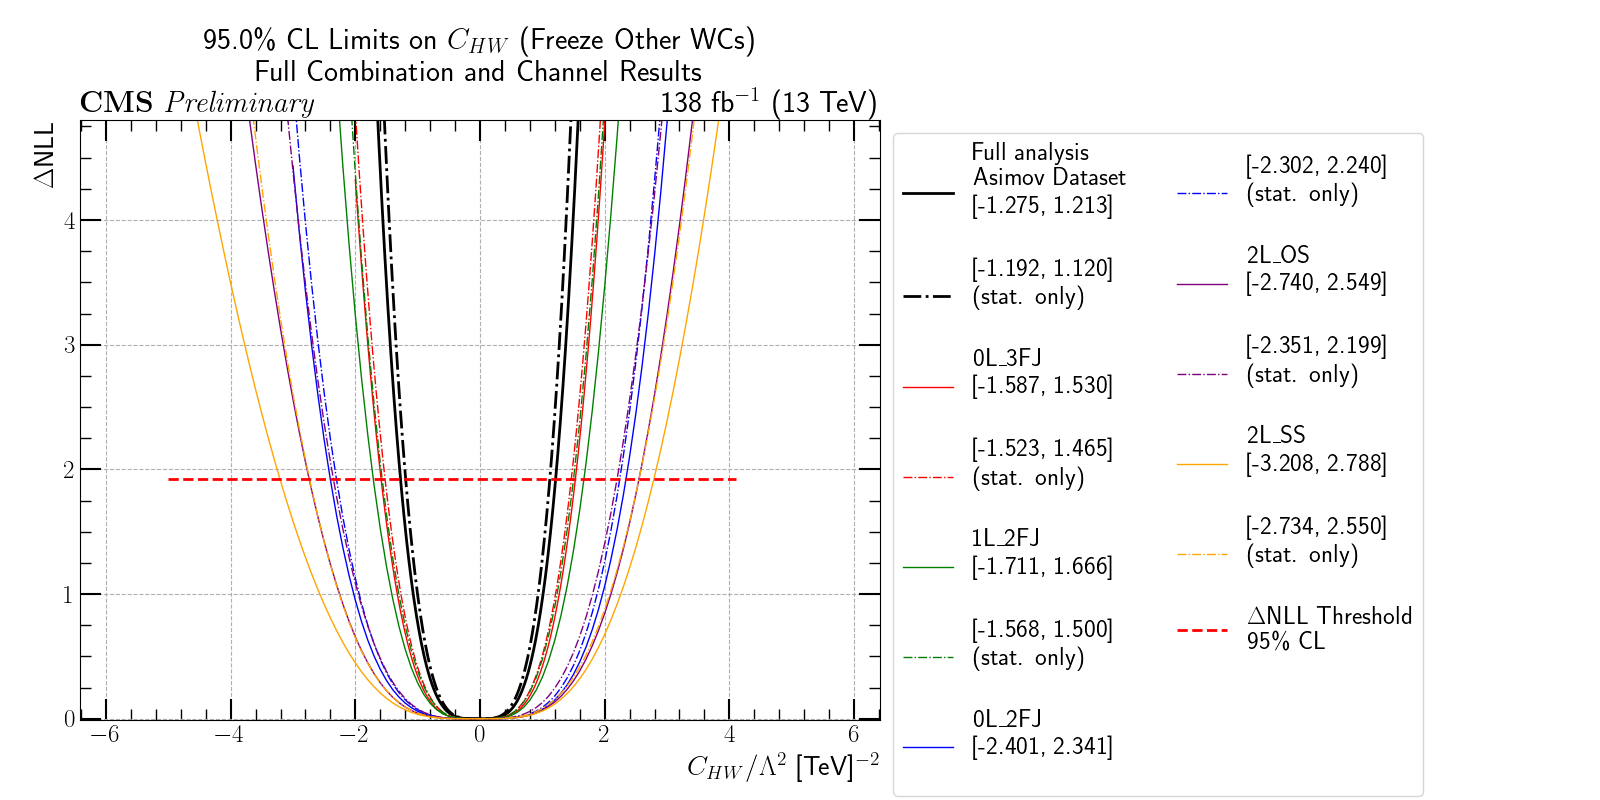 95.0% CL Limits on C_{HW} (Freeze Other WCs)
Full Combination and Channel Results
CMS Preliminary
138 fb^{-1} (13 TeV)
ΔNLL
4
3
2
1
0
−6
−4
−2
0
2
4
6
C_{HW}/Λ^2 [TeV]^{-2}
Full analysis
Asimov Dataset
[-1.275, 1.213]
[-1.192, 1.120]
(stat. only)
0L_3FJ
[-1.587, 1.530]
[-1.523, 1.465]
(stat. only)
1L_2FJ
[-1.711, 1.666]
[-1.568, 1.500]
(stat. only)
0L_2FJ
[-2.401, 2.341]
[-2.302, 2.240]
(stat. only)
2L_OS
[-2.740, 2.549]
[-2.351, 2.199]
(stat. only)
2L_SS
[-3.208, 2.788]
[-2.734, 2.550]
(stat. only)
ΔNLL Threshold
95% CL